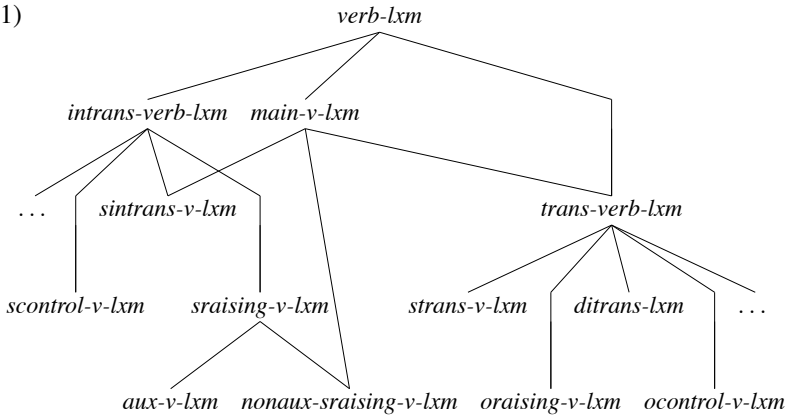 1)
verb-lxm
intrans-verb-lxm main-v-lxm
... sintrans-v-lxm trans-verb-lxm
scontrol-v-lxm sraising-v-lxm strans-v-lxm ditrans-lxm ...
aux-v-lxm nonaux-sraising-v-lxm oraising-v-lxm ocontrol-v-lxm